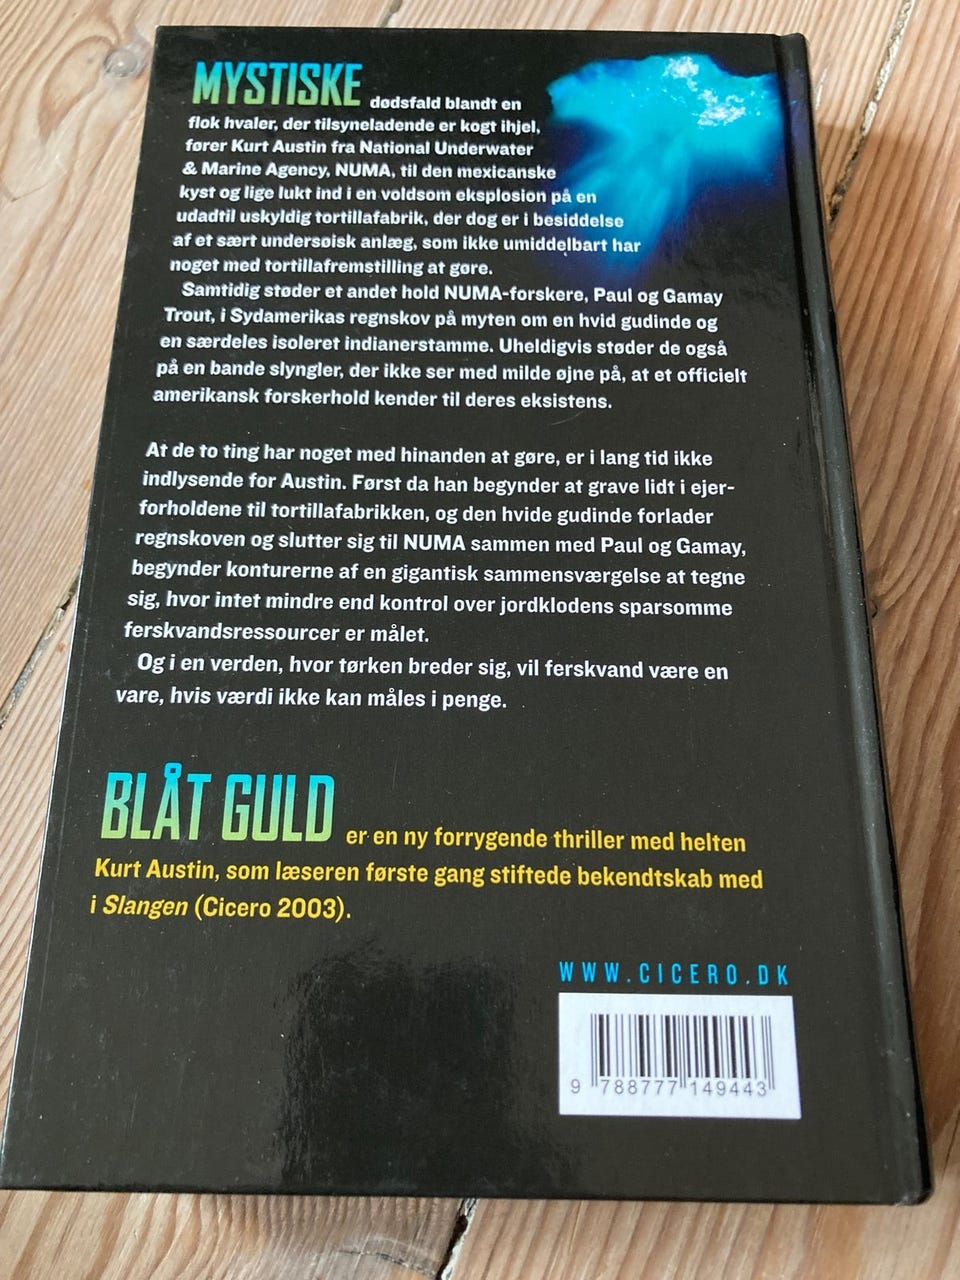 MYSTISKE dødsfald blandt en
flok hvaler, der tilsyneladende er kogt ihjel,
fører Kurt Austin fra National Underwater
& Marine Agency, NUMA, til den mexicanske
kyst og lige lukt ind i en voldsom eksplosion på en
udadtil uskyldig tortillafabrik, der dog er i besiddelse
af et sært undersøisk anlæg, som ikke umiddelbart har
noget med tortillafremstilling at gøre.
Samtidig støder et andet hold NUMA-forskere, Paul og Gamay
Trout, i Sydamerikas regnskov på myten om en hvid gudinde og
en særdeles isoleret indianerstamme. Uheldigvis støder de også
på en bande slyngler, der ikke ser med milde øjne på, at et officielt
amerikansk forskerhold kender til deres eksistens.
At de to ting har noget med hinanden at gøre, er i lang tid ikke
indlysende for Austin. Først da han begynder at grave lidt i ejer-
forholdene til tortillafabrikken, og den hvide gudinde forlader
regnskoven og slutter sig til NUMA sammen med Paul og Gamay,
begynder konturerne af en gigantisk sammensværgelse at tegne
sig, hvor intet mindre end kontrol over jordklodens sparsomme
ferskvandsressourcer er målet.
Og i en verden, hvor tørken breder sig, vil ferskvand være en
vare, hvis værdi ikke kan måles i penge.
BLÅT GULD er en ny forrygende thriller med helten
Kurt Austin, som læseren første gang stiftede bekendtskab med
i Slangen (Cicero 2003).
WWW.CICERO.DK
9 788777 149443